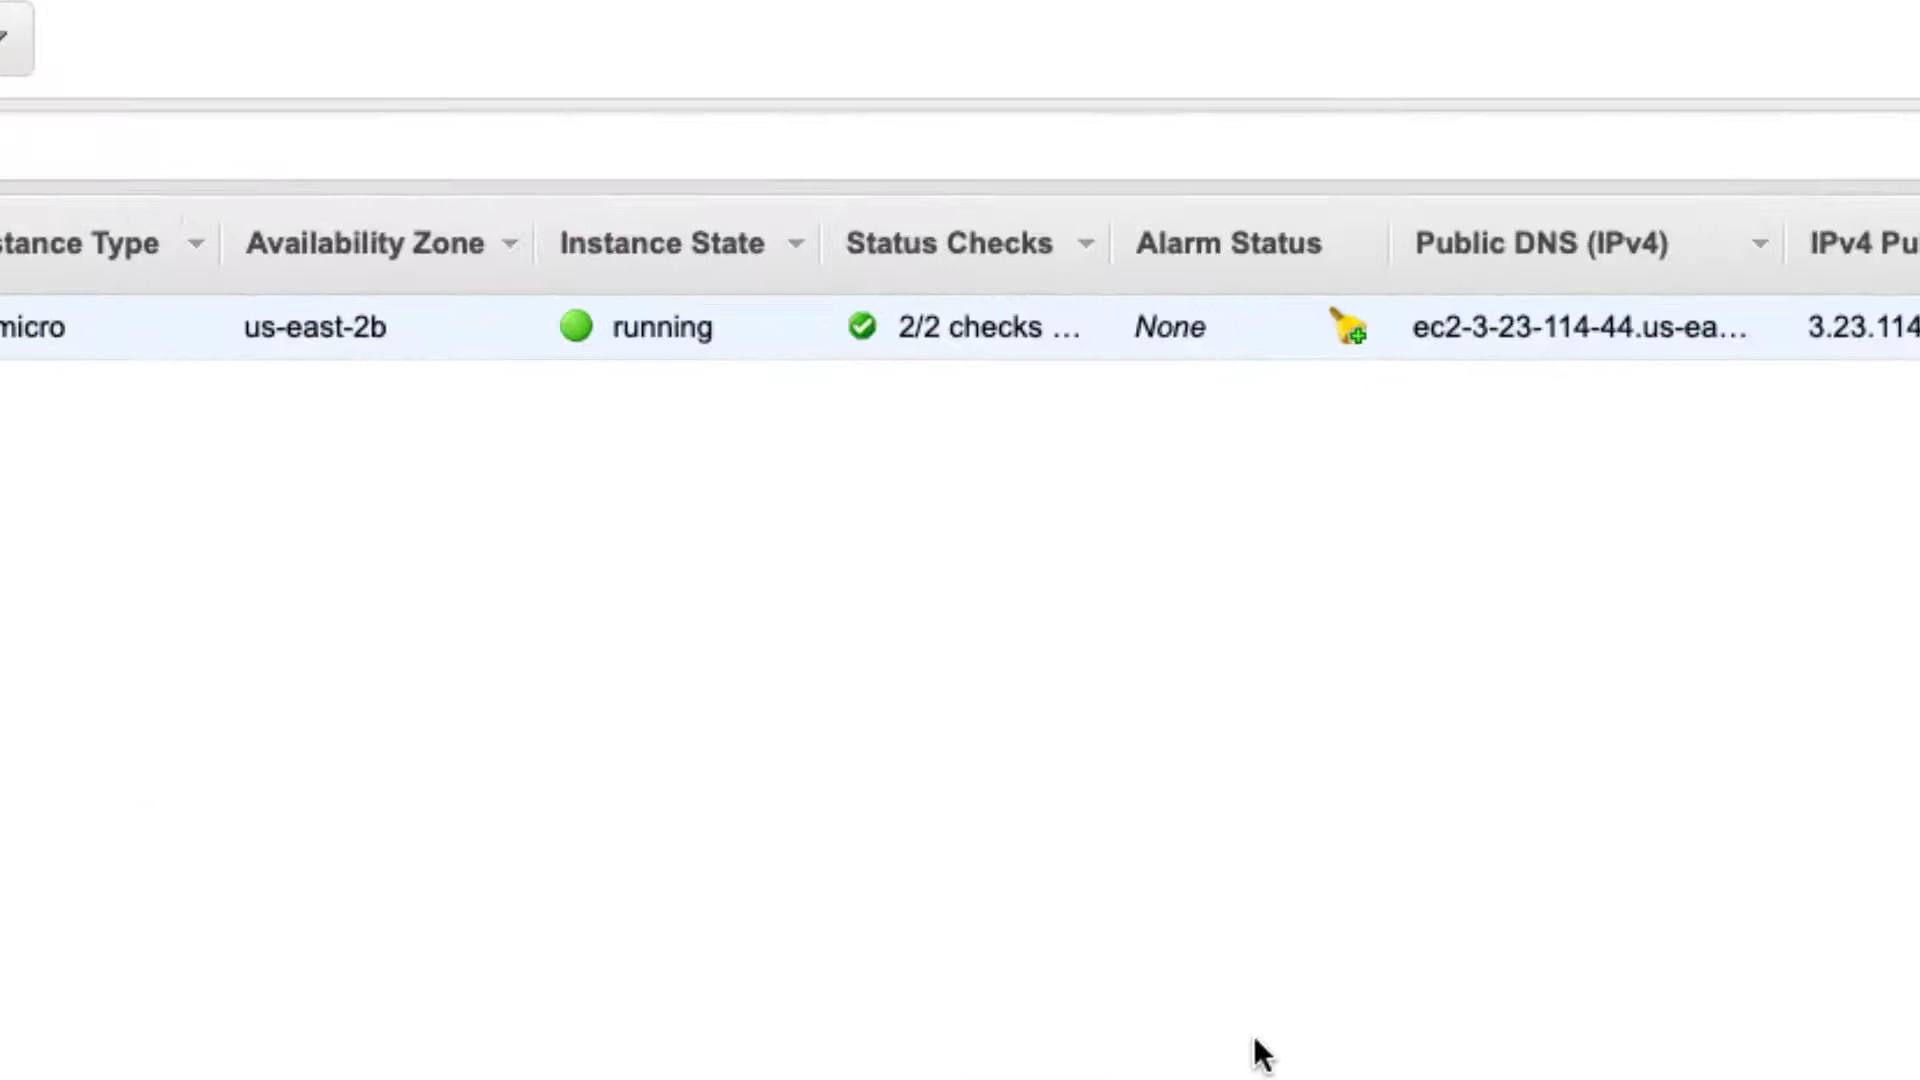 stance Type Availability Zone Instance State Status Checks Alarm Status Public DNS (IPv4) IPv4 Pu
micro us-east-2b running 2/2 checks ... None ec2-3-23-114-44.us-ea... 3.23.114